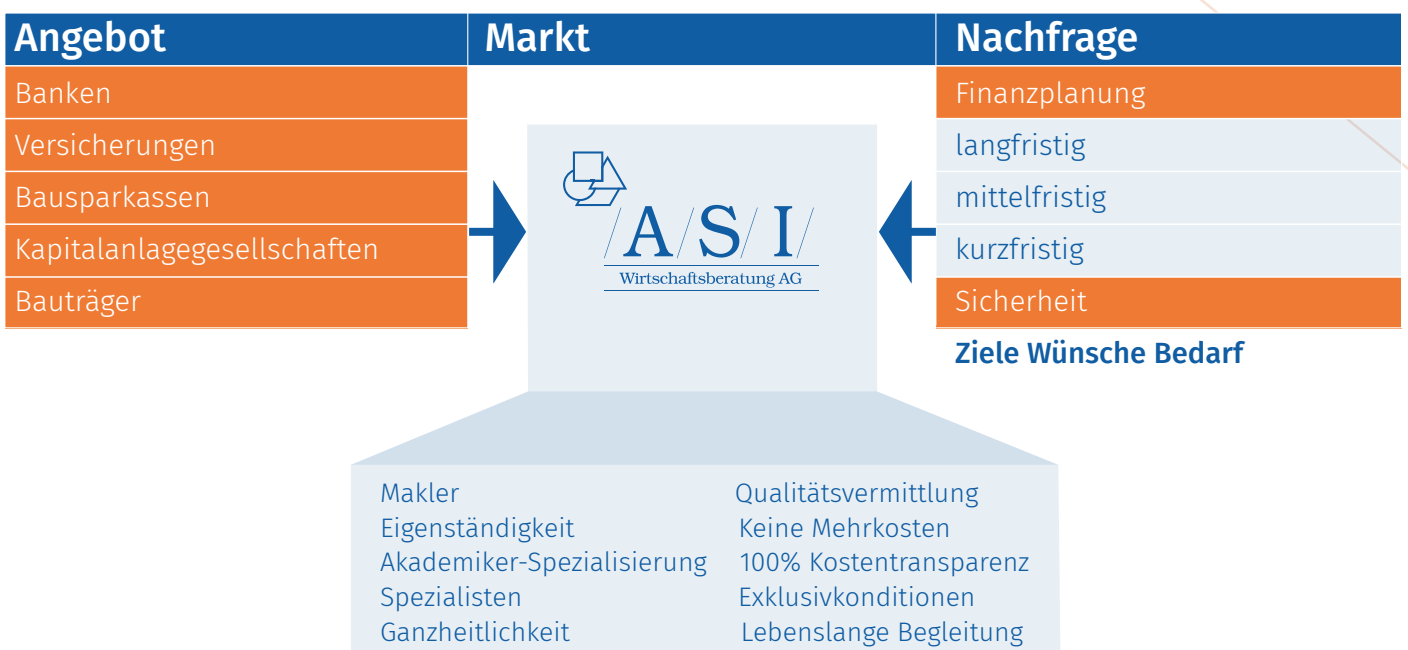 Angebot
Markt
Nachfrage
Banken
Versicherungen
Bausparkassen
Kapitalanlagegesellschaften
Bauträger
/A/S/I/
Wirtschaftsberatung AG
Finanzplanung
langfristig
mittelfristig
kurzfristig
Sicherheit
Ziele Wünsche Bedarf
Makler
Eigenständigkeit
Akademiker-Spezialisierung
Spezialisten
Ganzheitlichkeit
Qualitätsvermittlung
Keine Mehrkosten
100% Kostentransparenz
Exklusivkonditionen
Lebenslange Begleitung